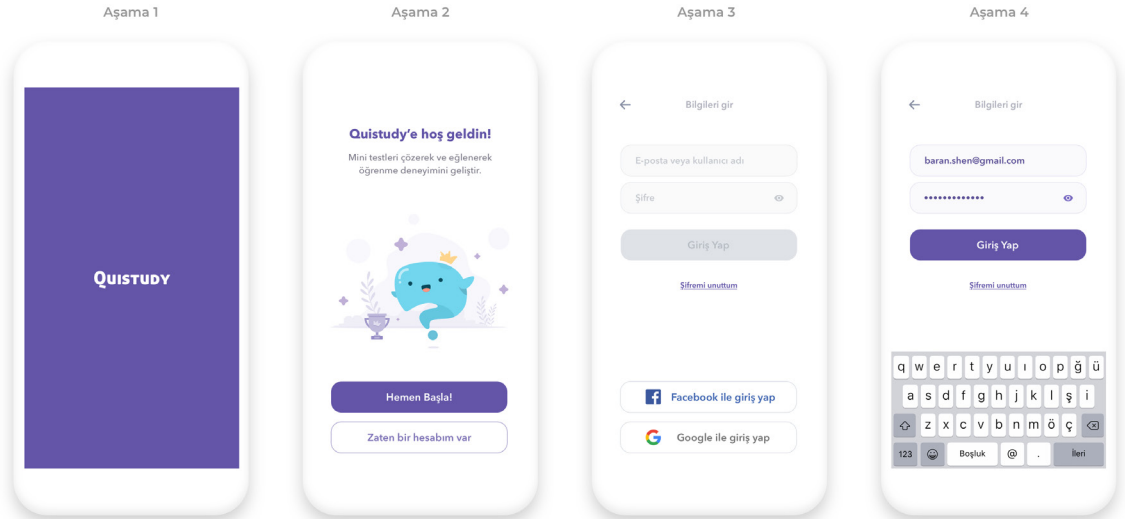 Aşama 1
Aşama 2
Aşama 3
Aşama 4
QUISTUDY
Quistudy'e hoş geldin!
Mini testleri çözerek ve eğlenerek
öğrenme deneyimini geliştir.
Hemen Başla!
Zaten bir hesabım var
Bilgileri gir
E-posta veya kullanıcı adı
Şifre
Giriş Yap
Şifremi unuttum
Facebook ile giriş yap
G Google ile giriş yap
Bilgileri gir
baran.shen@gmail.com
•••••••••••••
Giriş Yap
Şifremi unuttum
q w e r t y u ı o p ğ ü
a s d f g h j k l ş i
z x c v b n m ö ç
123 Boşluk @ . İleri